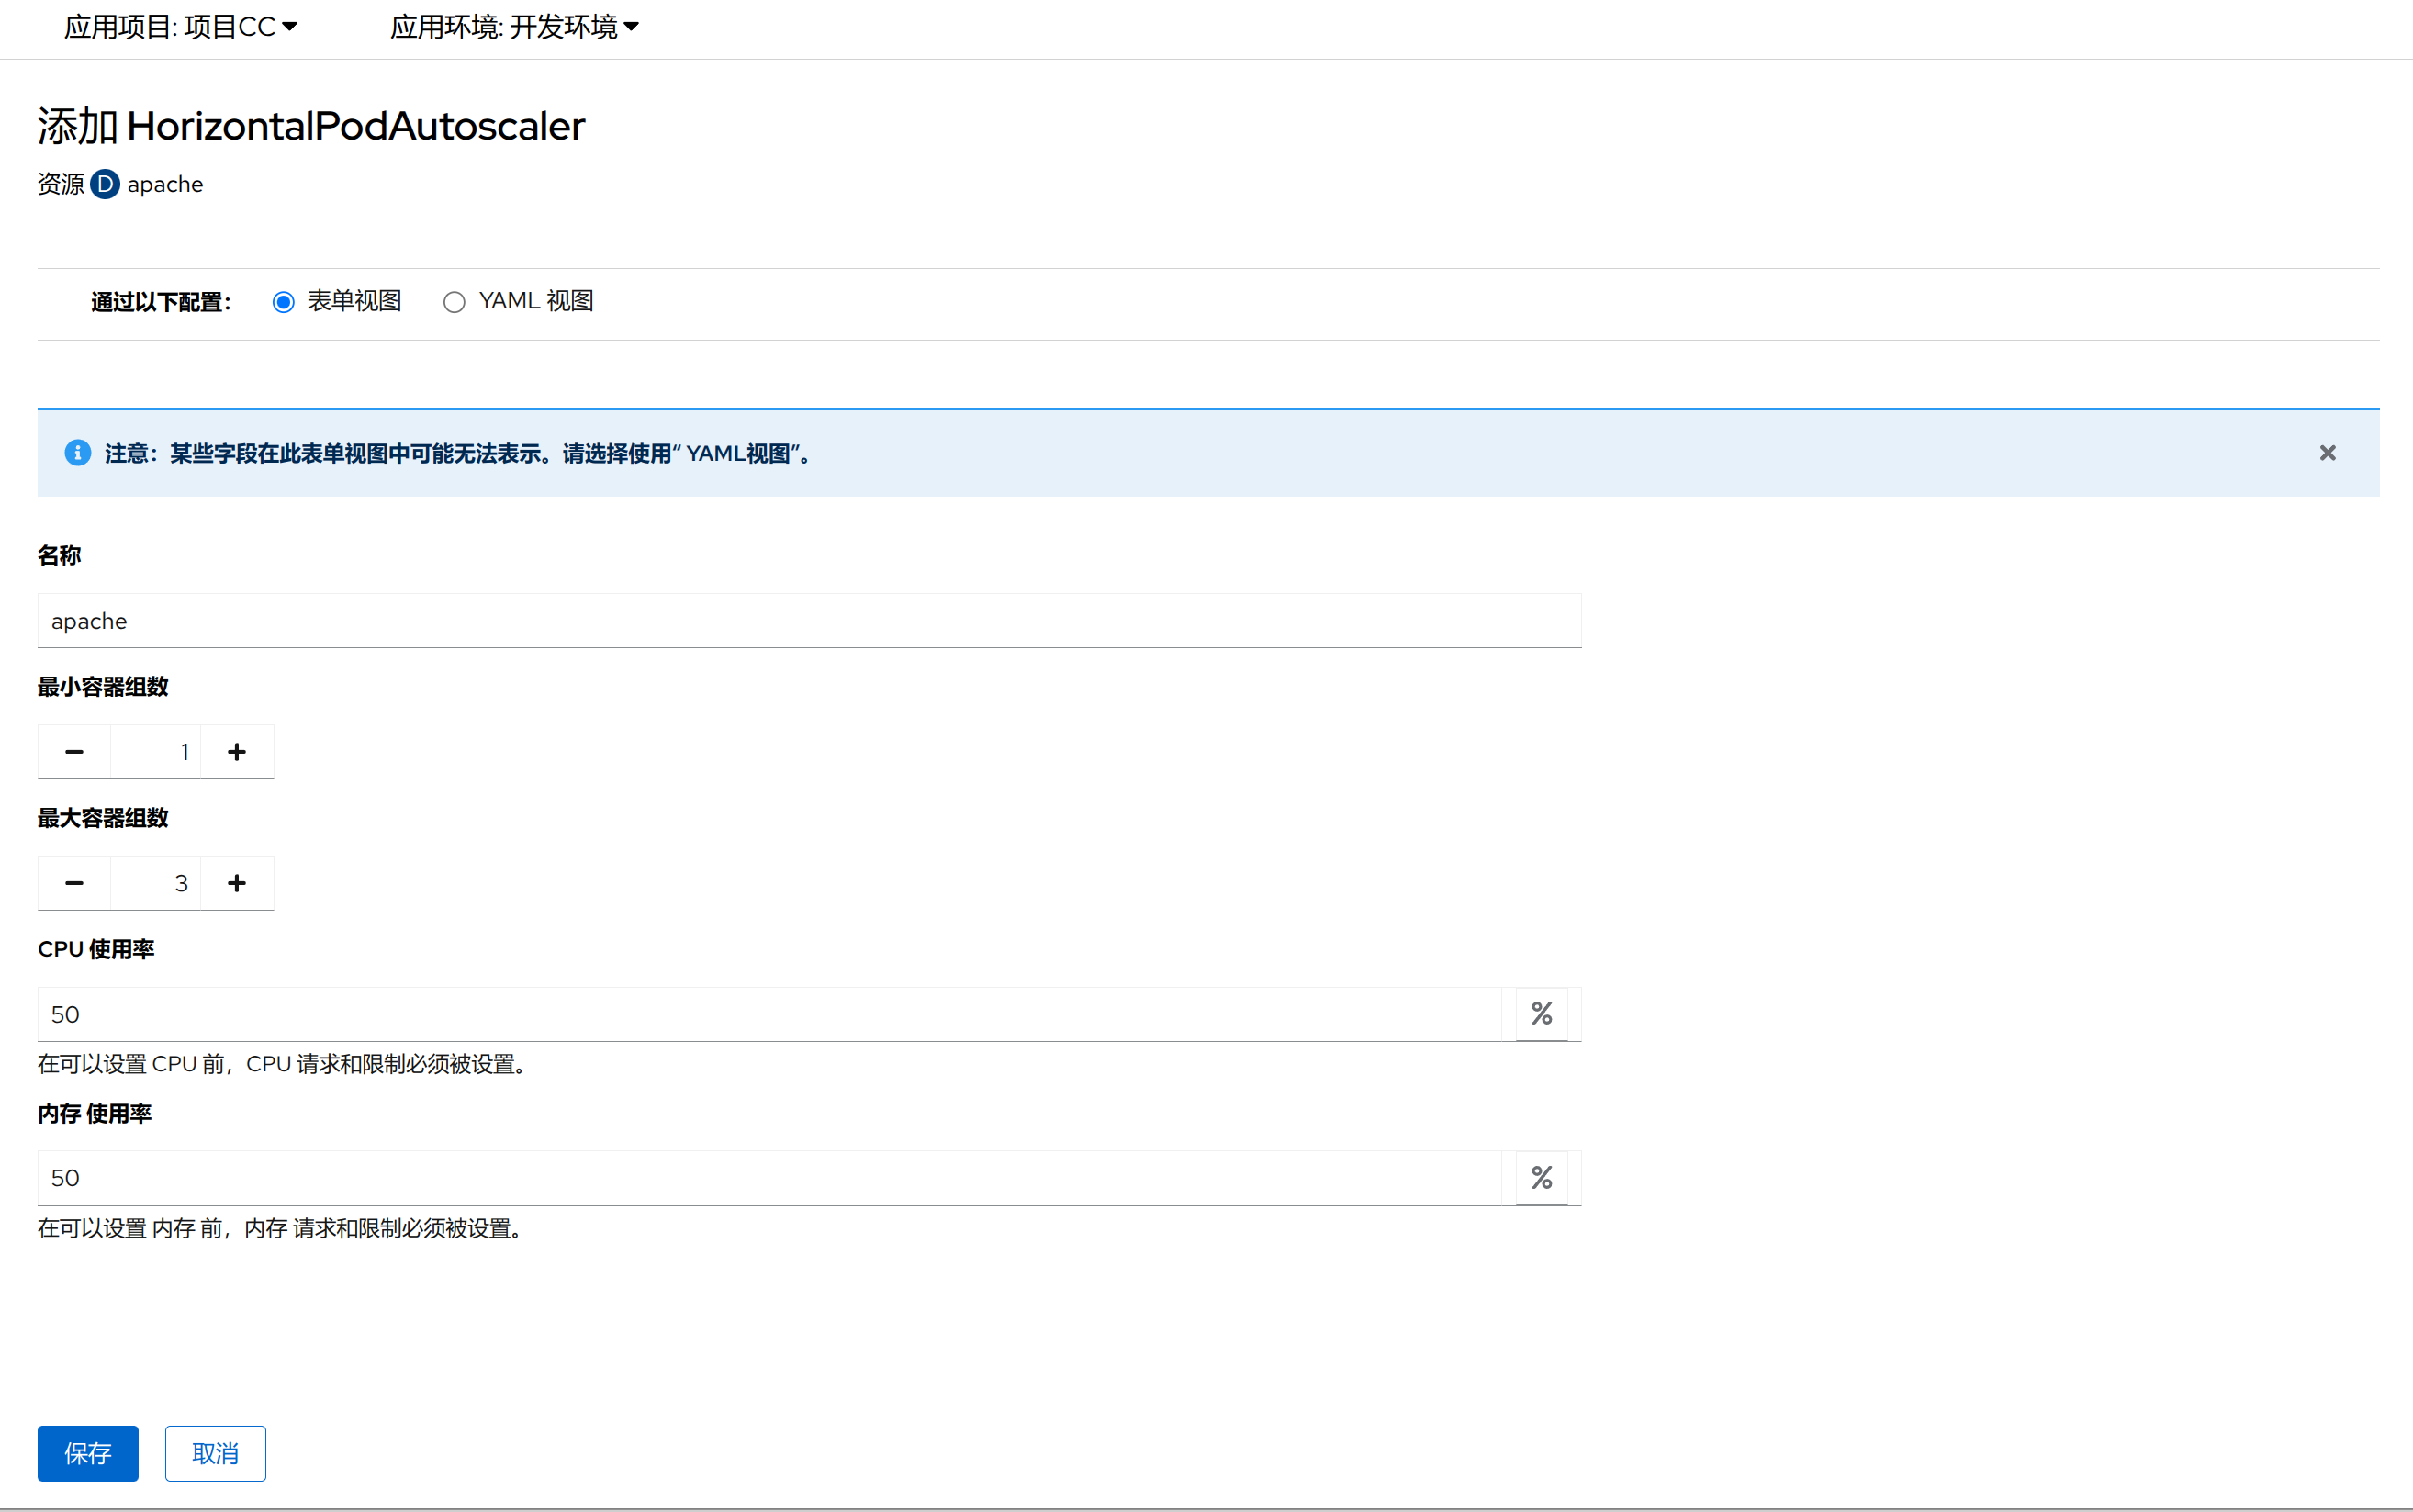 应用项目: 项目CC 应用环境: 开发环境
添加 HorizontalPodAutoscaler
资源 D apache
通过以下配置： 表单视图 YAML 视图
注意：某些字段在此表单视图中可能无法表示。请选择使用“ YAML视图”。
名称
apache
最小容器组数
1
最大容器组数
3
CPU 使用率
50 %
在可以设置 CPU 前，CPU 请求和限制必须被设置。
内存 使用率
50 %
在可以设置 内存 前，内存 请求和限制必须被设置。
保存 取消